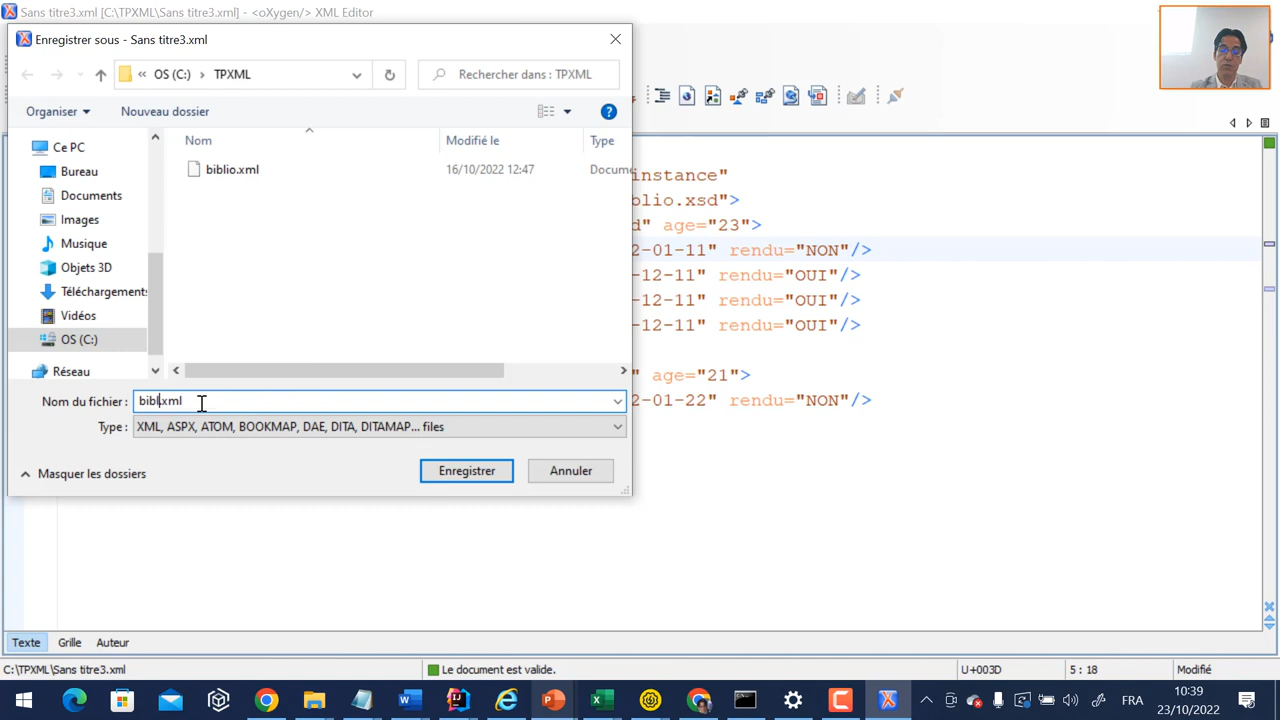 Sans titre3.xml [C:\TPXML\Sans titre3.xml] - <oXygen/> XML Editor
Enregistrer sous - Sans titre3.xml
« OS (C:) › TPXML
Rechercher dans : TPXML
Organiser
Nouveau dossier
Nom
Modifié le
Type
Ce PC
Bureau
Documents
Images
Musique
Objets 3D
Téléchargements
Vidéos
OS (C:)
Réseau
biblio.xml
16/10/2022 12:47
Docume
Nom du fichier :
bibl.xml
Type :
XML, ASPX, ATOM, BOOKMAP, DAE, DITA, DITAMAP... files
Masquer les dossiers
Enregistrer
Annuler
instance"
blio.xsd">
d" age="23">
2-01-11" rendu="NON"/>
-12-11" rendu="OUI"/>
-12-11" rendu="OUI"/>
-12-11" rendu="OUI"/>
" age="21">
2-01-22" rendu="NON"/>
Texte
Grille
Auteur
C:\TPXML\Sans titre3.xml
Le document est valide.
U+003D
5 : 18
Modifié
FRA
10:39
23/10/2022